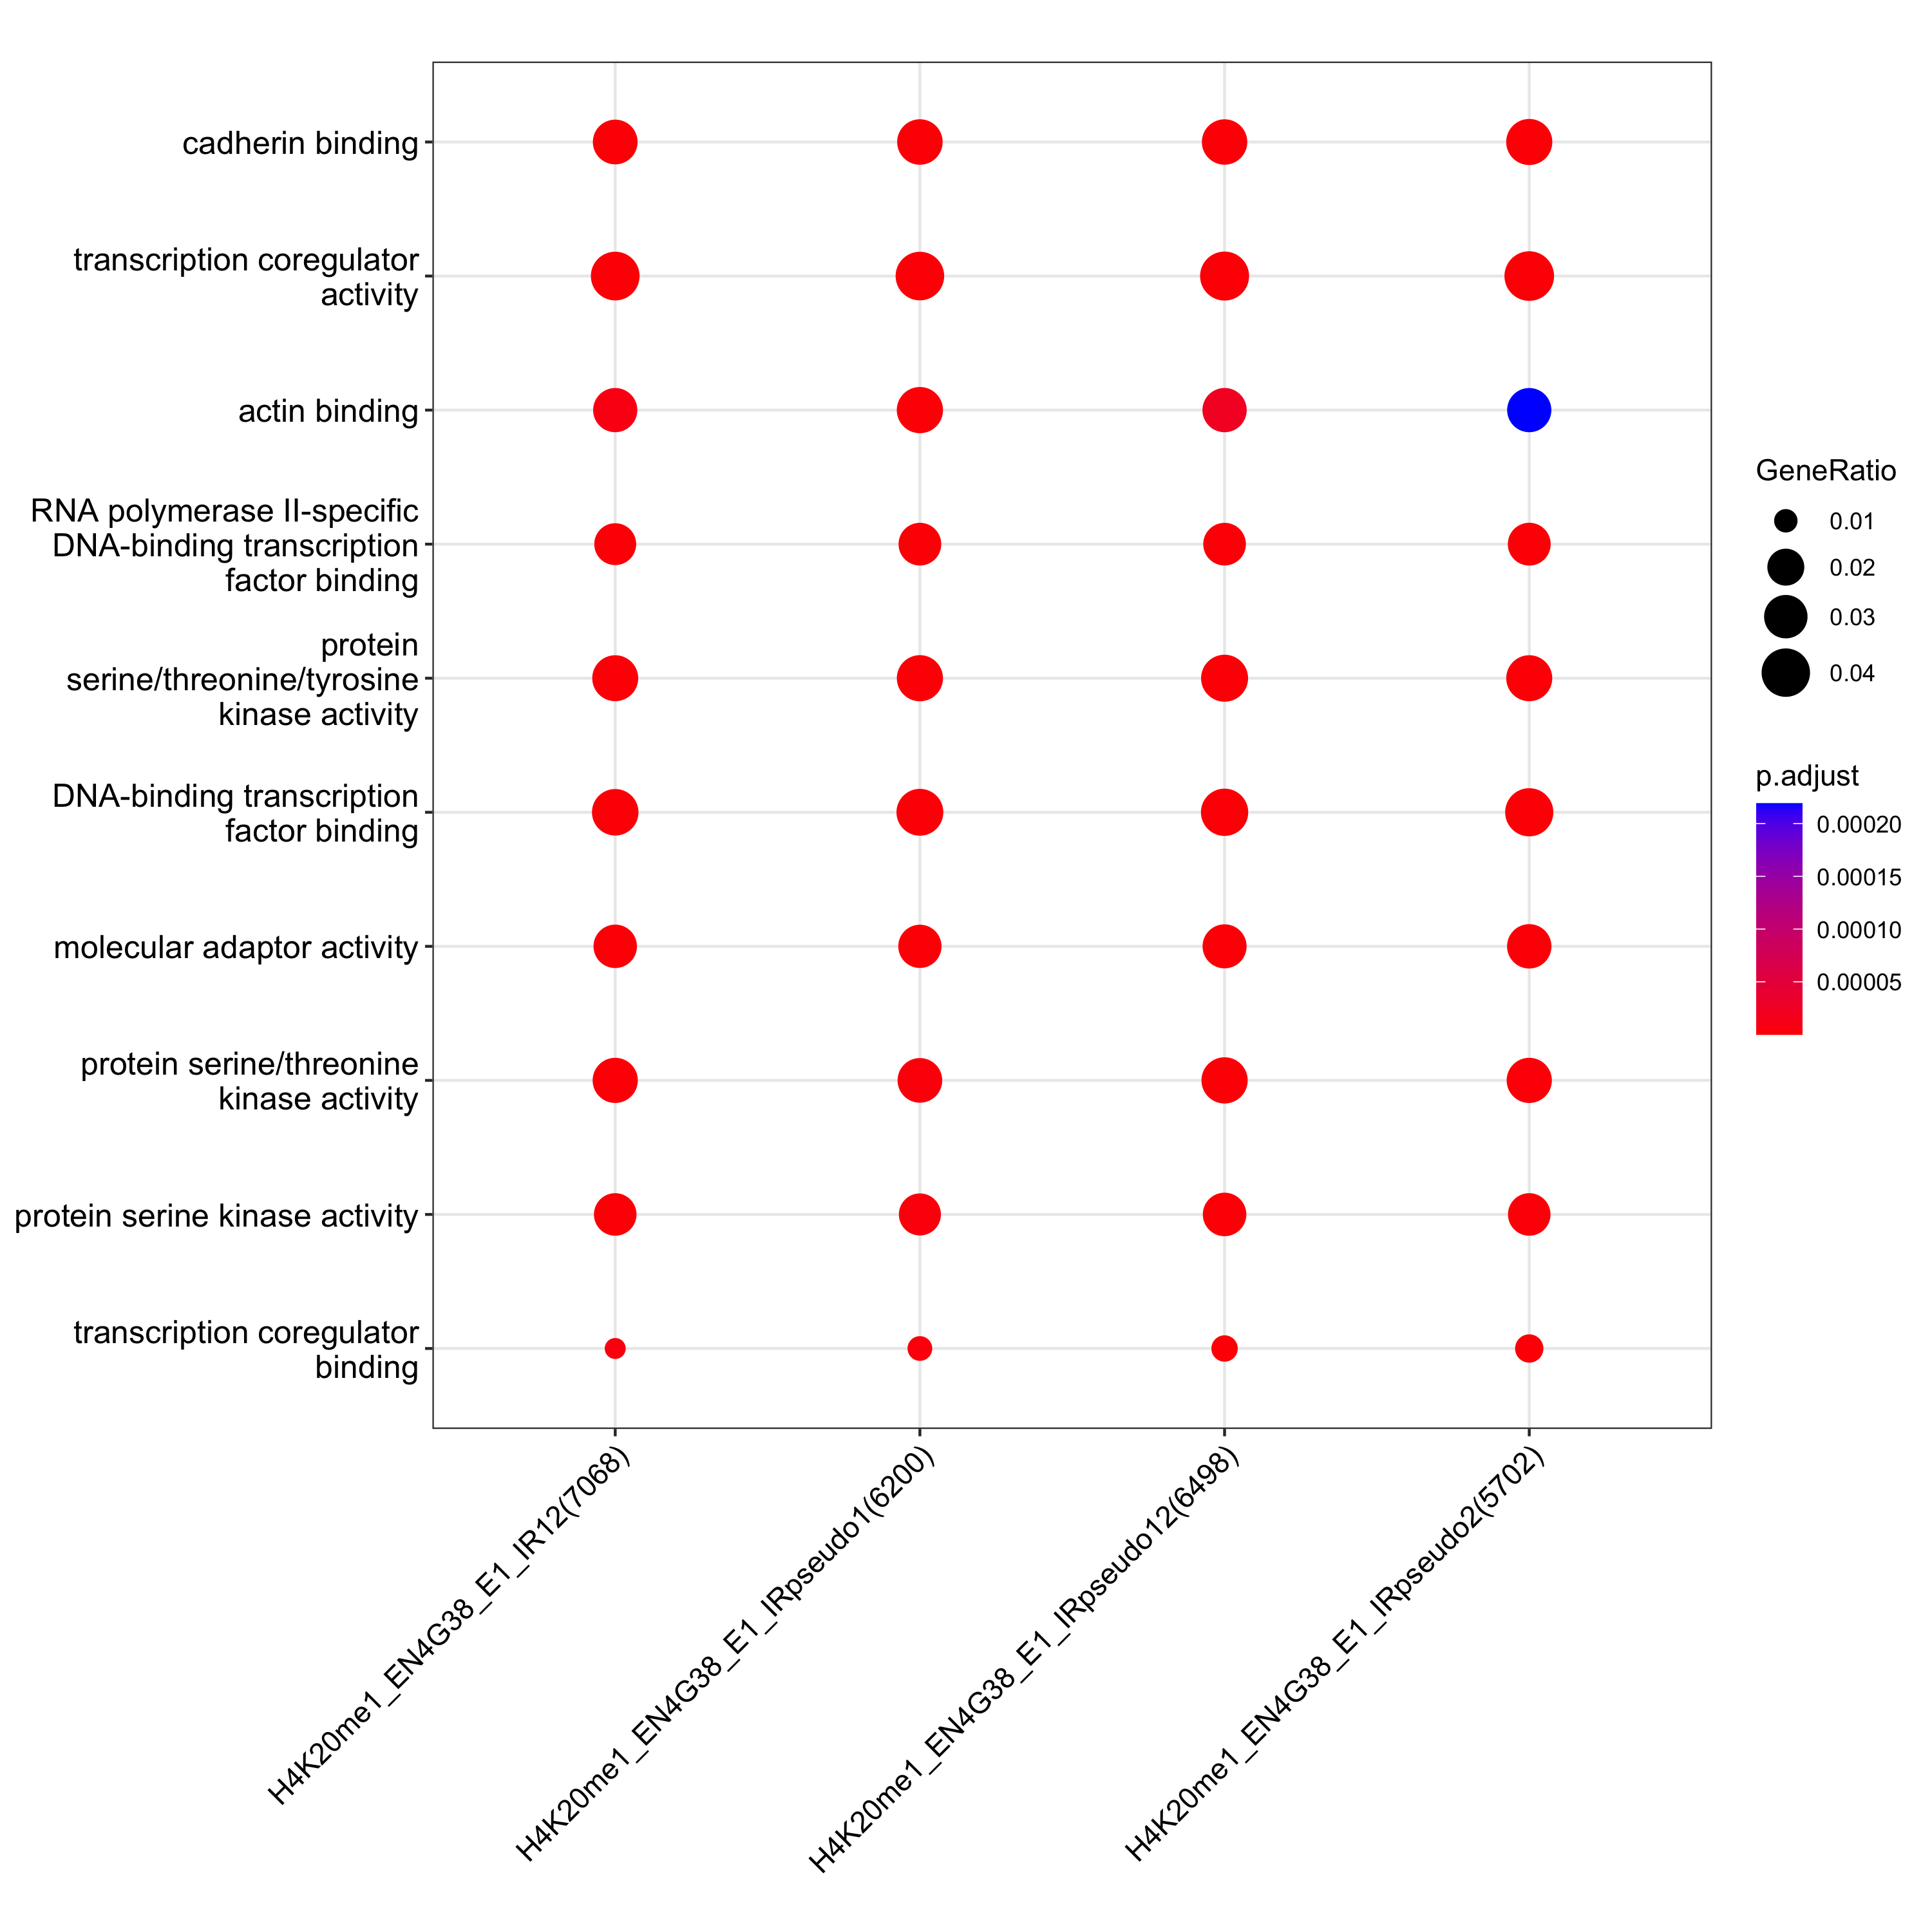 cadherin binding
transcription coregulator
activity
actin binding
RNA polymerase II-specific
DNA-binding transcription
factor binding
protein
serine/threonine/tyrosine
kinase activity
DNA-binding transcription
factor binding
molecular adaptor activity
protein serine/threonine
kinase activity
protein serine kinase activity
transcription coregulator
binding
H4K20me1_EN4G38_E1_IR12(7068)
H4K20me1_EN4G38_E1_IRpseudo1(6200)
H4K20me1_EN4G38_E1_IRpseudo12(6498)
H4K20me1_EN4G38_E1_IRpseudo2(5702)
GeneRatio
0.01
0.02
0.03
0.04
p.adjust
0.00020
0.00015
0.00010
0.00005